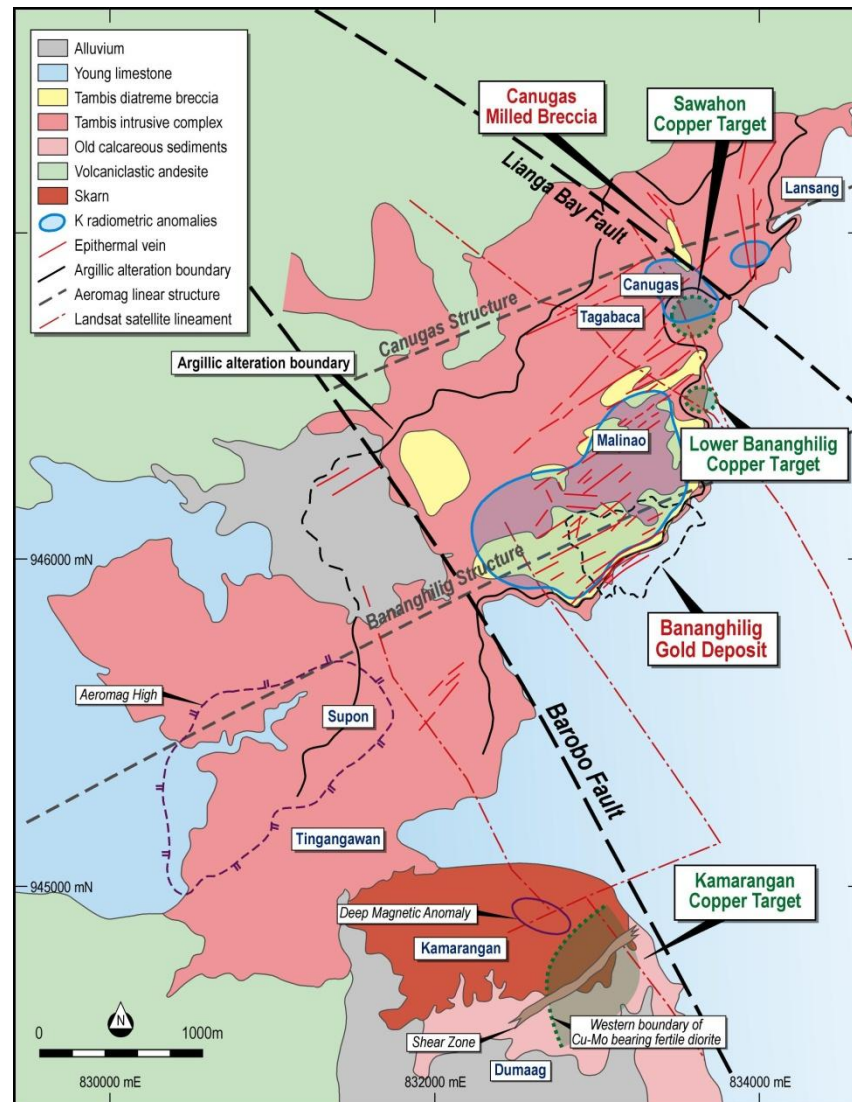 Alluvium
Young limestone
Tambis diatreme breccia
Tambis intrusive complex
Old calcareous sediments
Volcaniclastic andesite
Skarn
K radiometric anomalies
Epithermal vein
Argillic alteration boundary
Aeromag linear structure
Landsat satellite lineament
Canugas
Milled Breccia
Sawahon
Copper Target
Lianga Bay Fault
Lansang
Canugas
Tagabaca
Canugas Structure
Argillic alteration boundary
Malinao
Lower Bananghilig
Copper Target
946000 mN
Bananghilig Structure
Bananghilig
Gold Deposit
Aeromag High
Supon
Barobo Fault
Tingangawan
945000 mN
Kamarangan
Copper Target
Deep Magnetic Anomaly
Kamarangan
N
0
1000m
Shear Zone
Western boundary of
Cu-Mo bearing fertile diorite
Dumaag
830000 mE
832000 mE
834000 mE